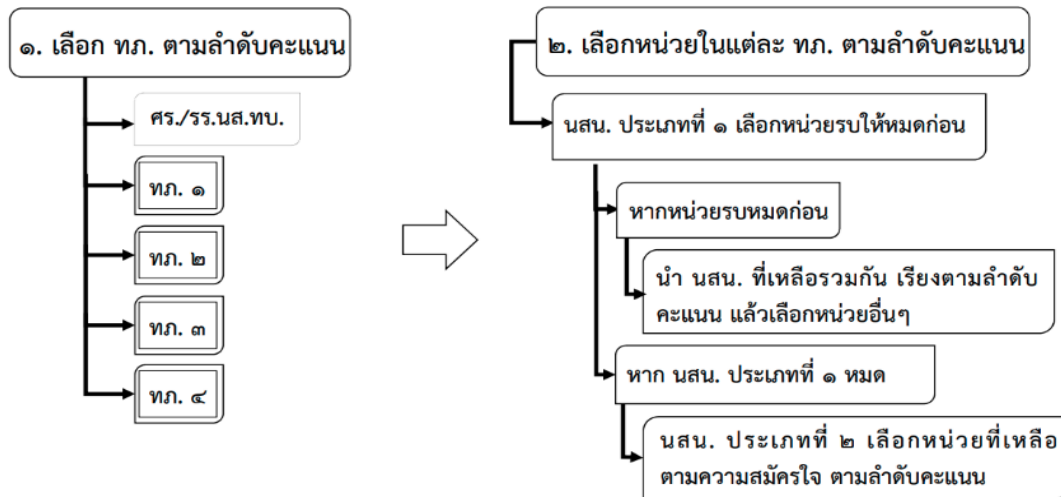 ๑. เลือก ทภ. ตามลำดับคะแนน
ศร./รร.นส.ทบ.
ทภ. ๑
ทภ. ๒
ทภ. ๓
ทภ. ๔
๒. เลือกหน่วยในแต่ละ ทภ. ตามลำดับคะแนน
นสน. ประเภทที่ ๑ เลือกหน่วยรบให้หมดก่อน
หากหน่วยรบหมดก่อน
นำ นสน. ที่เหลือรวมกัน เรียงตามลำดับ
คะแนน แล้วเลือกหน่วยอื่นๆ
หาก นสน. ประเภทที่ ๑ หมด
นสน. ประเภทที่ ๒ เลือกหน่วยที่เหลือ
ตามความสมัครใจ ตามลำดับคะแนน